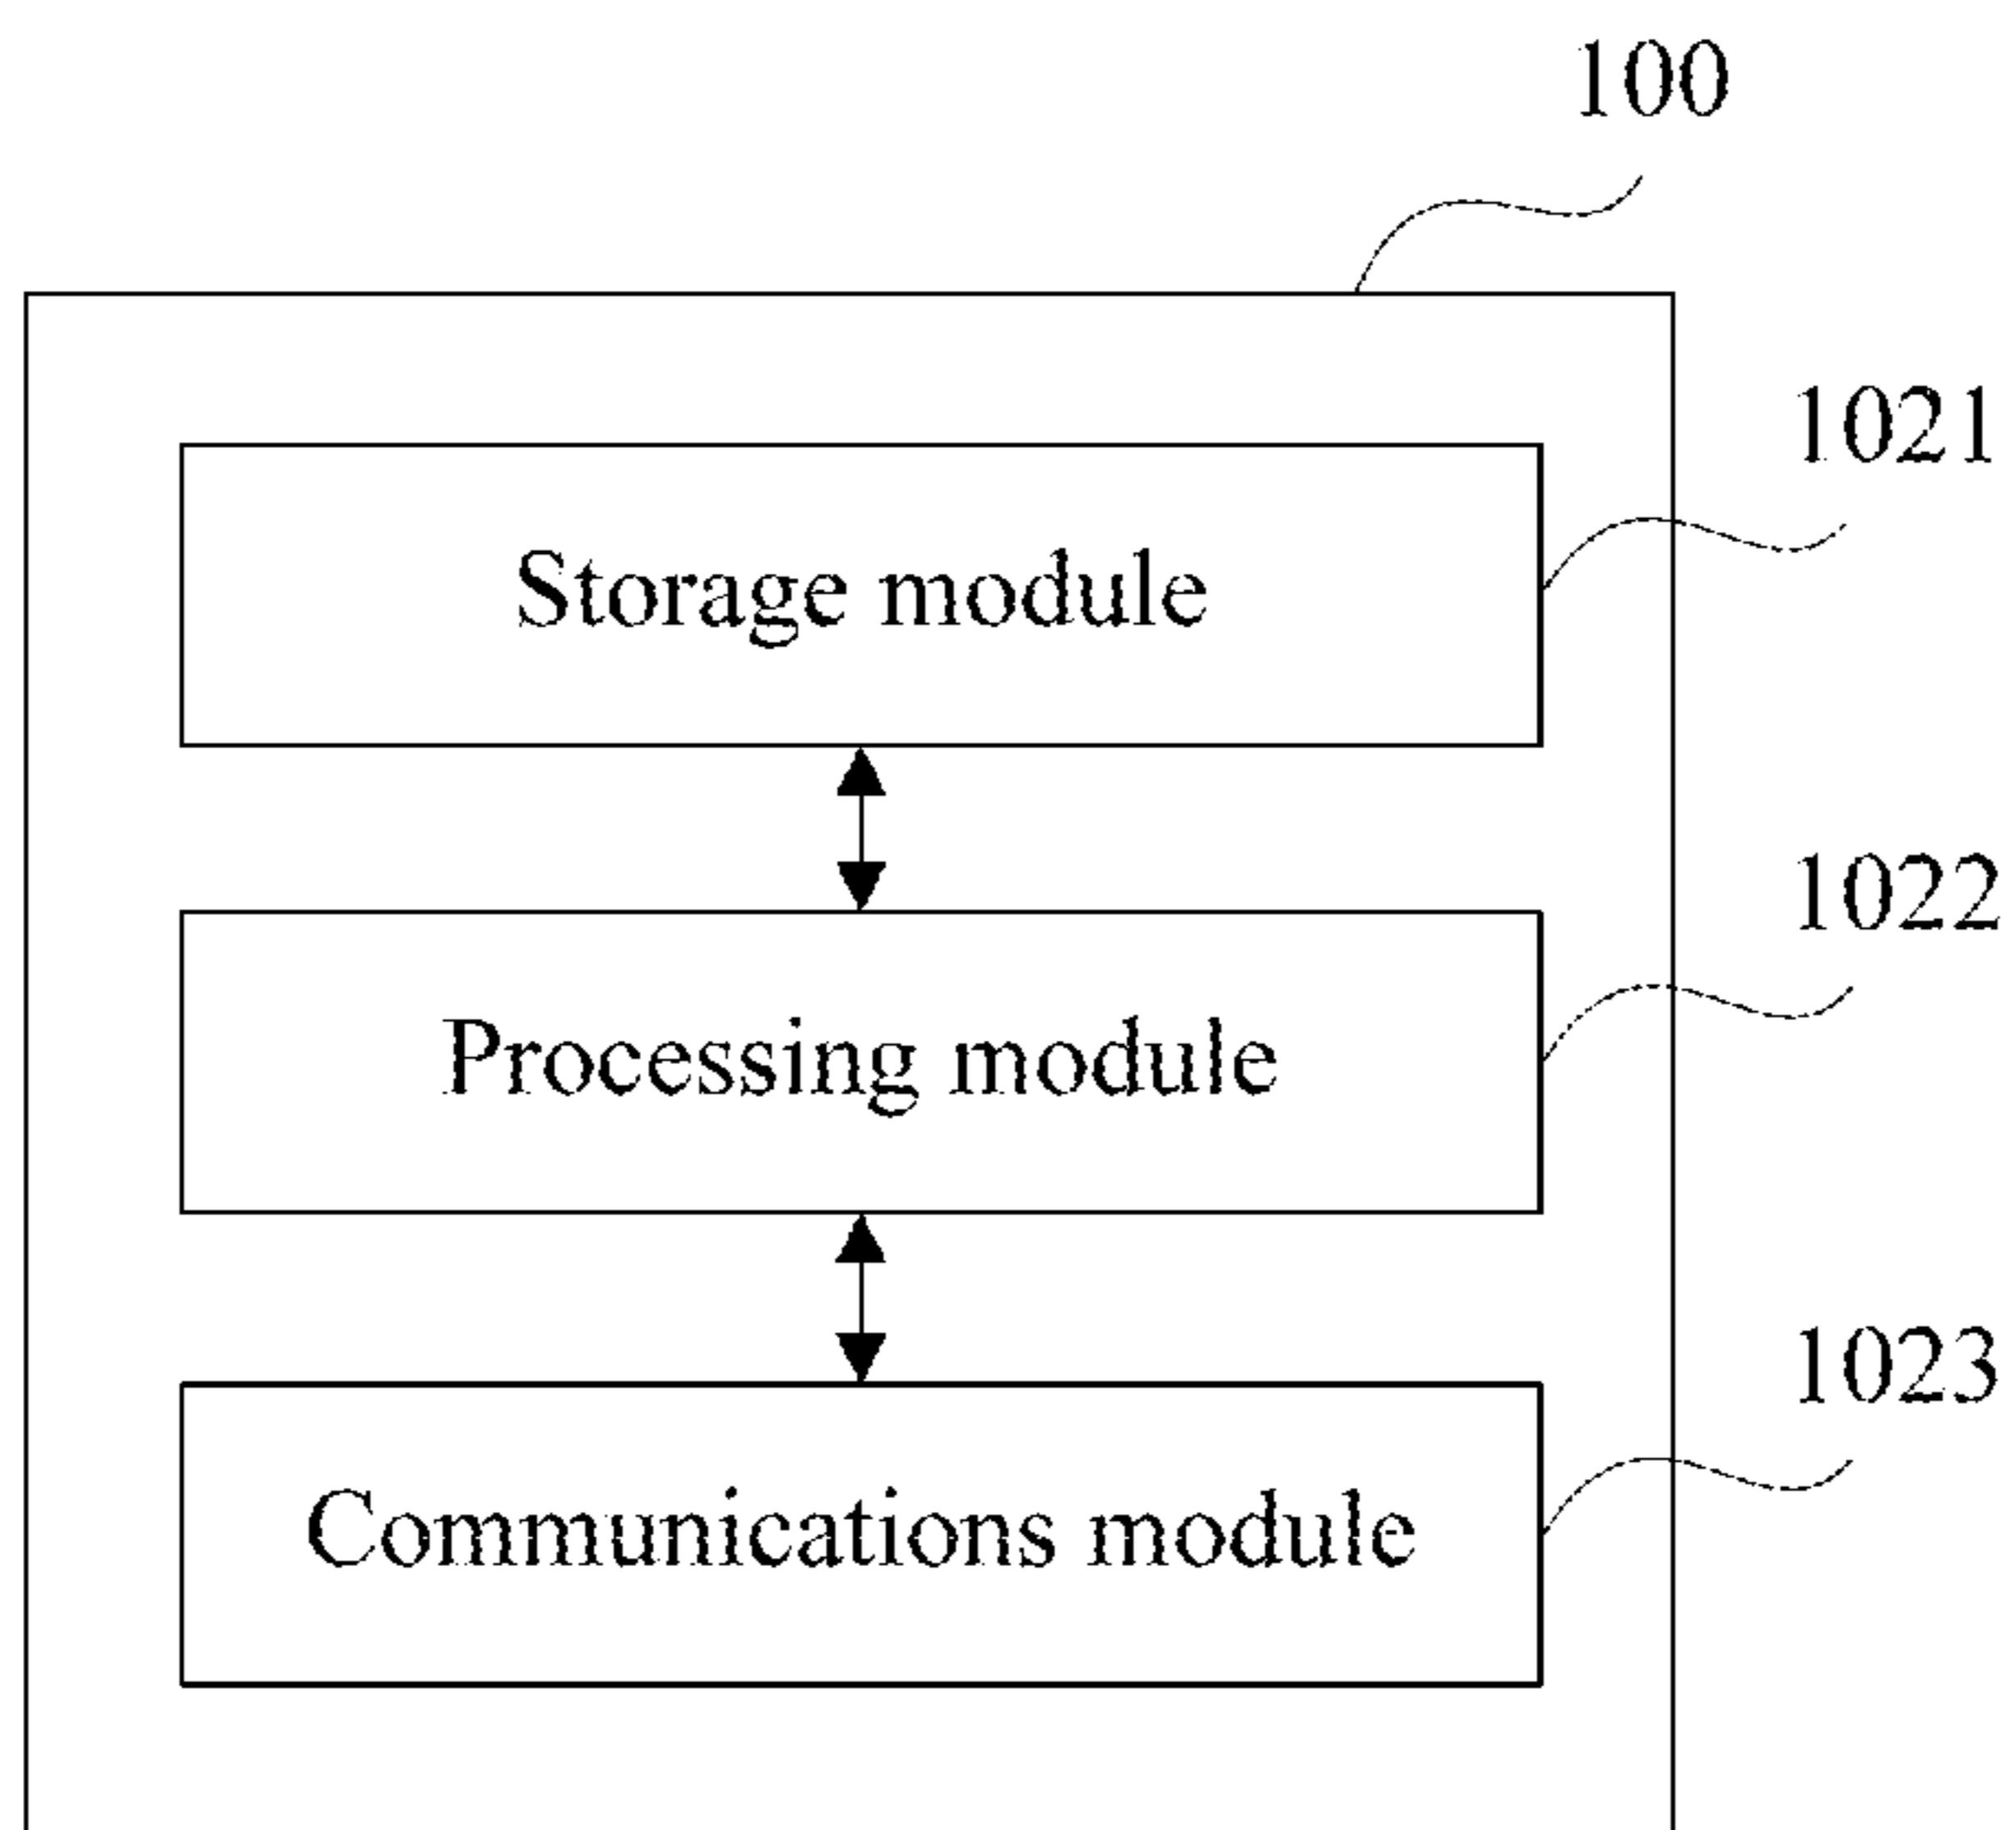 100
1021
Storage module
1022
Processing module
1023
Communications module